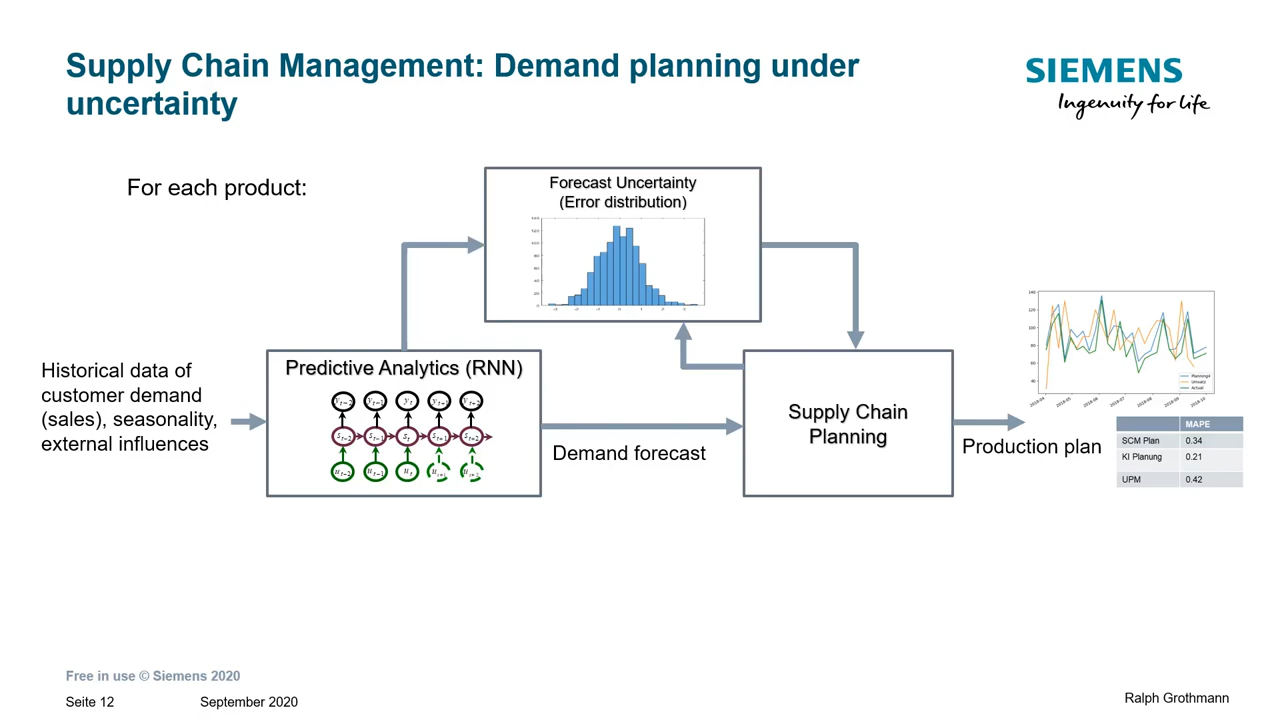 Supply Chain Management: Demand planning under
uncertainty
SIEMENS
Ingenuity for life
For each product:
Forecast Uncertainty
(Error distribution)
Historical data of
customer demand
(sales), seasonality,
external influences
Predictive Analytics (RNN)
Demand forecast
Supply Chain
Planning
Production plan
MAPE
SCM Plan 0.34
KI Planung 0.21
UPM 0.42
Free in use © Siemens 2020
Seite 12 September 2020
Ralph Grothmann